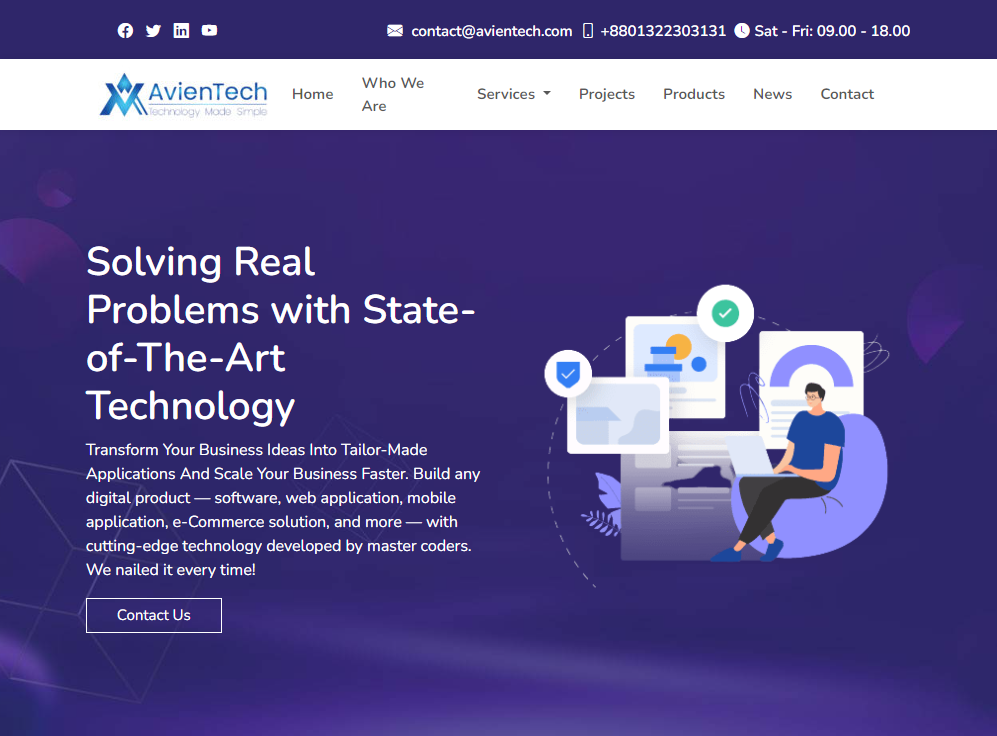 contact@avientech.com +8801322303131 Sat - Fri: 09.00 - 18.00
AvienTech
Technology Made Simple
Home
Who We
Are
Services
Projects
Products
News
Contact
Solving Real
Problems with State-
of-The-Art
Technology
Transform Your Business Ideas Into Tailor-Made
Applications And Scale Your Business Faster. Build any
digital product — software, web application, mobile
application, e-Commerce solution, and more — with
cutting-edge technology developed by master coders.
We nailed it every time!
Contact Us